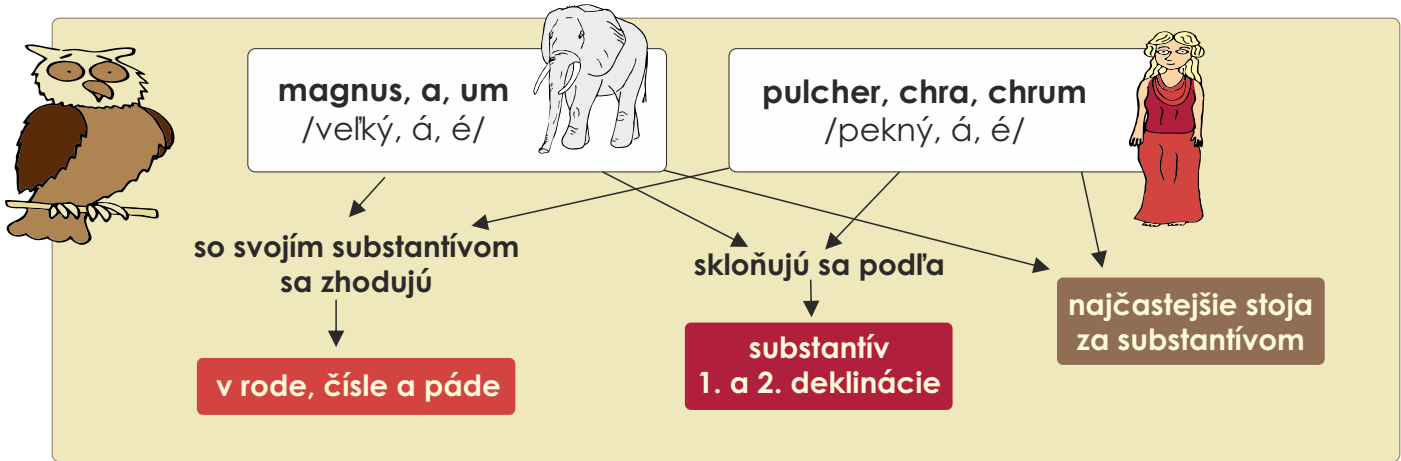 magnus, a, um
/veľký, á, é/
pulcher, chra, chrum
/pekný, á, é/
so svojím substantívom
sa zhodujú
v rode, čísle a páde
skloňujú sa podľa
substantív
1. a 2. deklinácie
najčastejšie stoja
za substantívom